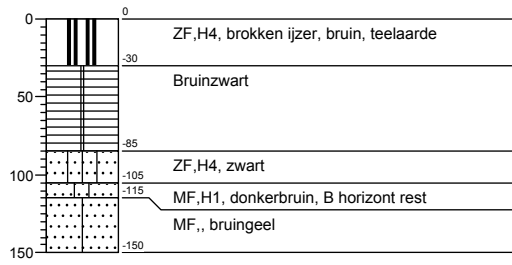 0
0
ZF,H4, brokken ijzer, bruin, teelaarde
-30
Bruinzwart
50
-85
ZF,H4, zwart
100
-105
-115
MF,H1, donkerbruin, B horizont rest
MF,, bruingeel
150
-150